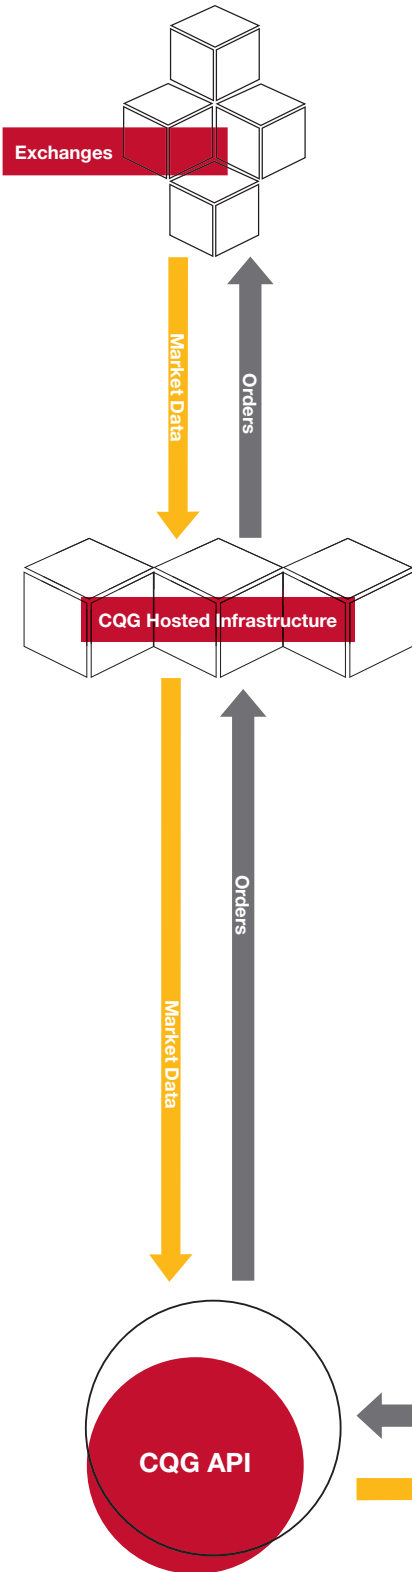 Exchanges
Market Data
Orders
CQG Hosted Infrastructure
Orders
Market Data
CQG API